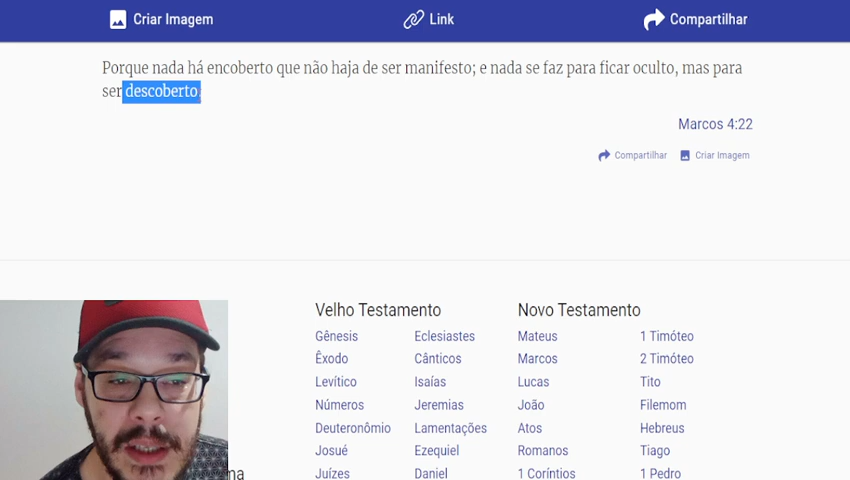 Criar Imagem
Link
Compartilhar
Porque nada há encoberto que não haja de ser manifesto; e nada se faz para ficar oculto, mas para
ser descoberto.
Marcos 4:22
Compartilhar
Criar Imagem
Velho Testamento
Novo Testamento
Gênesis Eclesiastes Mateus 1 Timóteo
Êxodo Cânticos Marcos 2 Timóteo
Levítico Isaías Lucas Tito
Números Jeremias João Filemom
Deuteronômio Lamentações Atos Hebreus
Josué Ezequiel Romanos Tiago
Juízes Daniel 1 Coríntios 1 Pedro